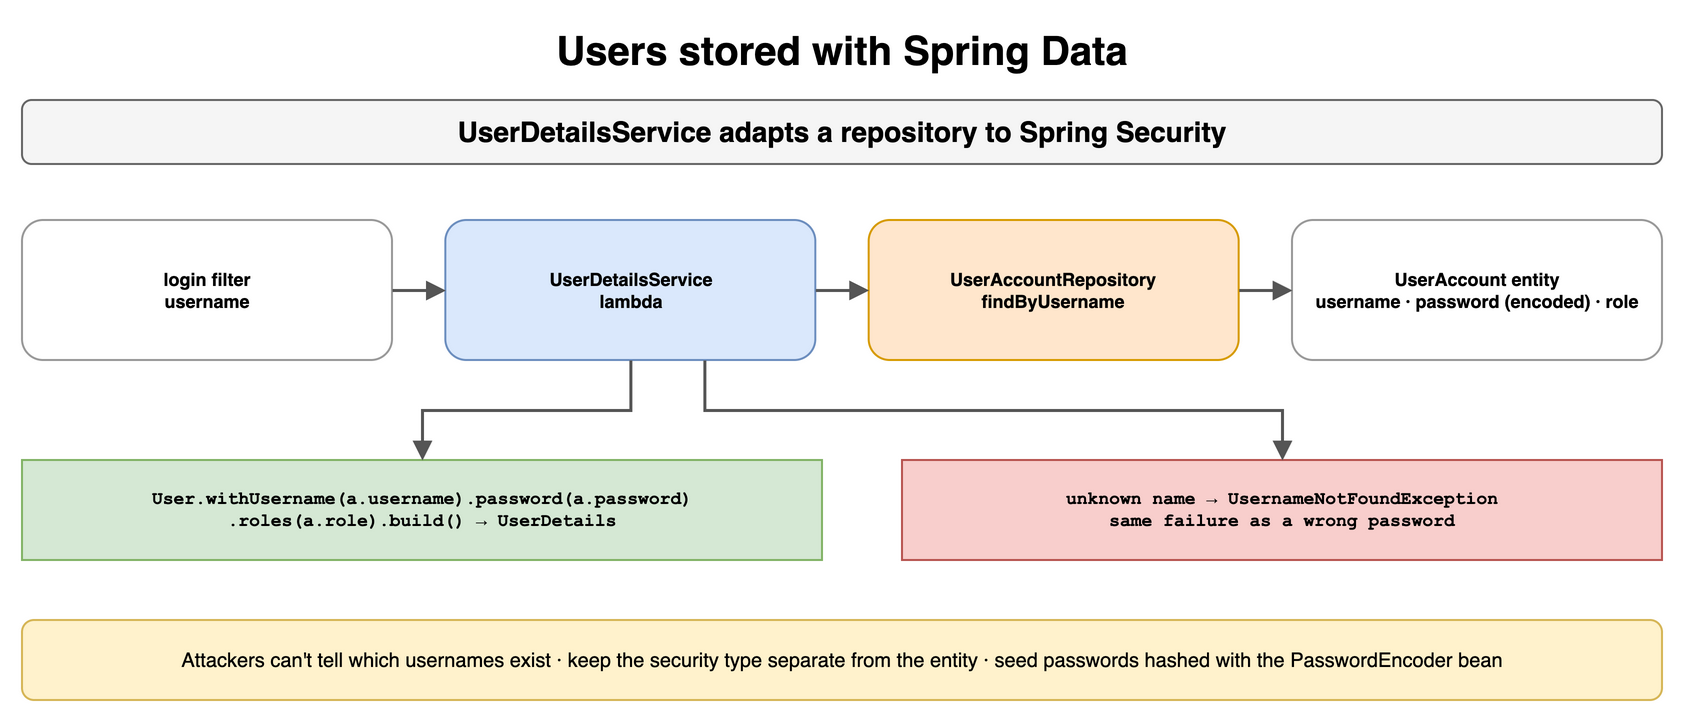 Users stored with Spring Data
UserDetailsService adapts a repository to Spring Security
login filter
username
UserDetailsService
lambda
UserAccountRepository
findByUsername
UserAccount entity
username · password (encoded) · role
User.withUsername(a.username).password(a.password)
.roles(a.role).build() → UserDetails
unknown name → UsernameNotFoundException
same failure as a wrong password
Attackers can't tell which usernames exist · keep the security type separate from the entity · seed passwords hashed with the PasswordEncoder bean